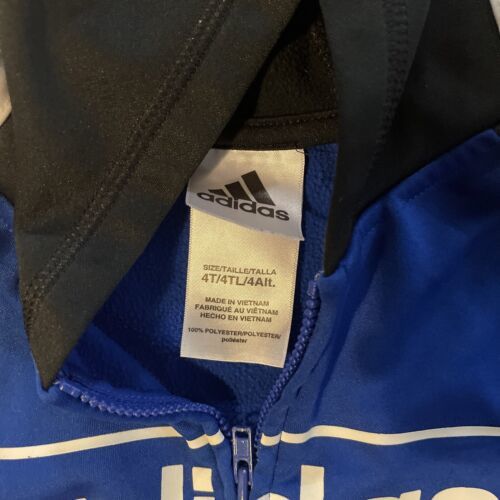 adidas
SIZE/TAILLE/TALLA
4T/4TL/4Alt.
MADE IN VIETNAM
FABRIQUÉ AU VIÊTNAM
HECHO EN VIETNAM
100% POLYESTER/POLYESTER/
poliéster